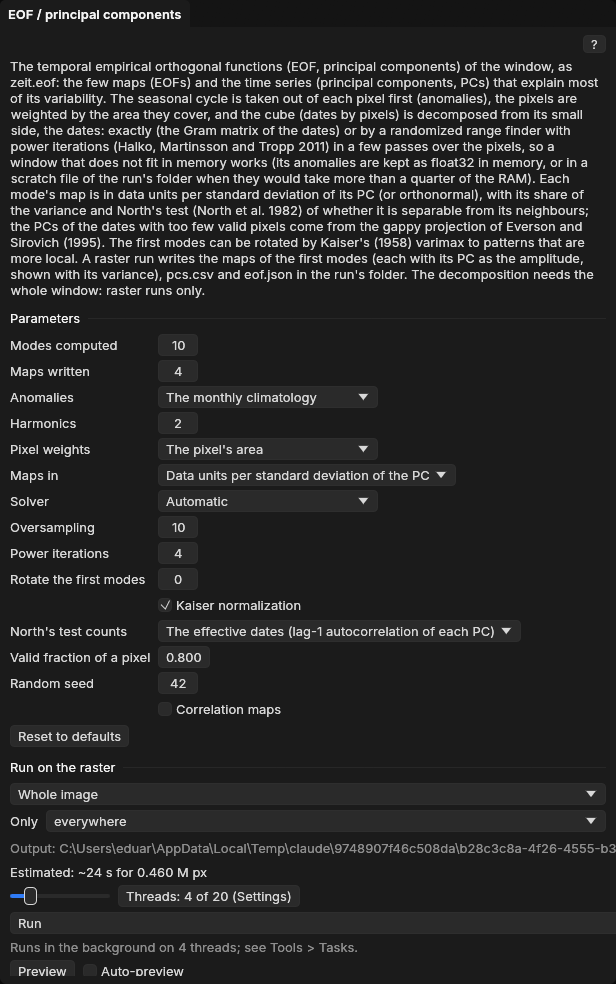 EOF / principal components
?
The temporal empirical orthogonal functions (EOF, principal components) of the window, as
zeit.eof: the few maps (EOFs) and the time series (principal components, PCs) that explain most
of its variability. The seasonal cycle is taken out of each pixel first (anomalies), the pixels are
weighted by the area they cover, and the cube (dates by pixels) is decomposed from its small
side, the dates: exactly (the Gram matrix of the dates) or by a randomized range finder with
power iterations (Halko, Martinsson and Tropp 2011) in a few passes over the pixels, so a
window that does not fit in memory works (its anomalies are kept as float32 in memory, or in a
scratch file of the run's folder when they would take more than a quarter of the RAM). Each
mode's map is in data units per standard deviation of its PC (or orthonormal), with its share of
the variance and North's test (North et al. 1982) of whether it is separable from its neighbours;
the PCs of the dates with too few valid pixels come from the gappy projection of Everson and
Sirovich (1995). The first modes can be rotated by Kaiser's (1958) varimax to patterns that are
more local. A raster run writes the maps of the first modes (each with its PC as the amplitude,
shown with its variance), pcs.csv and eof.json in the run's folder. The decomposition needs the
whole window: raster runs only.
Parameters
Modes computed 10
Maps written 4
Anomalies The monthly climatology
Harmonics 2
Pixel weights The pixel's area
Maps in Data units per standard deviation of the PC
Solver Automatic
Oversampling 10
Power iterations 4
Rotate the first modes 0
Kaiser normalization
North's test counts The effective dates (lag-1 autocorrelation of each PC)
Valid fraction of a pixel 0.800
Random seed 42
Correlation maps
Reset to defaults
Run on the raster
Whole image
Only everywhere
Output: C:\Users\eduar\AppData\Local\Temp\claude\9748907f46c508da\b28c3c8a-4f26-4555-b3
Estimated: ~24 s for 0.460 M px
Threads: 4 of 20 (Settings)
Run
Runs in the background on 4 threads; see Tools > Tasks.
Preview Auto-preview